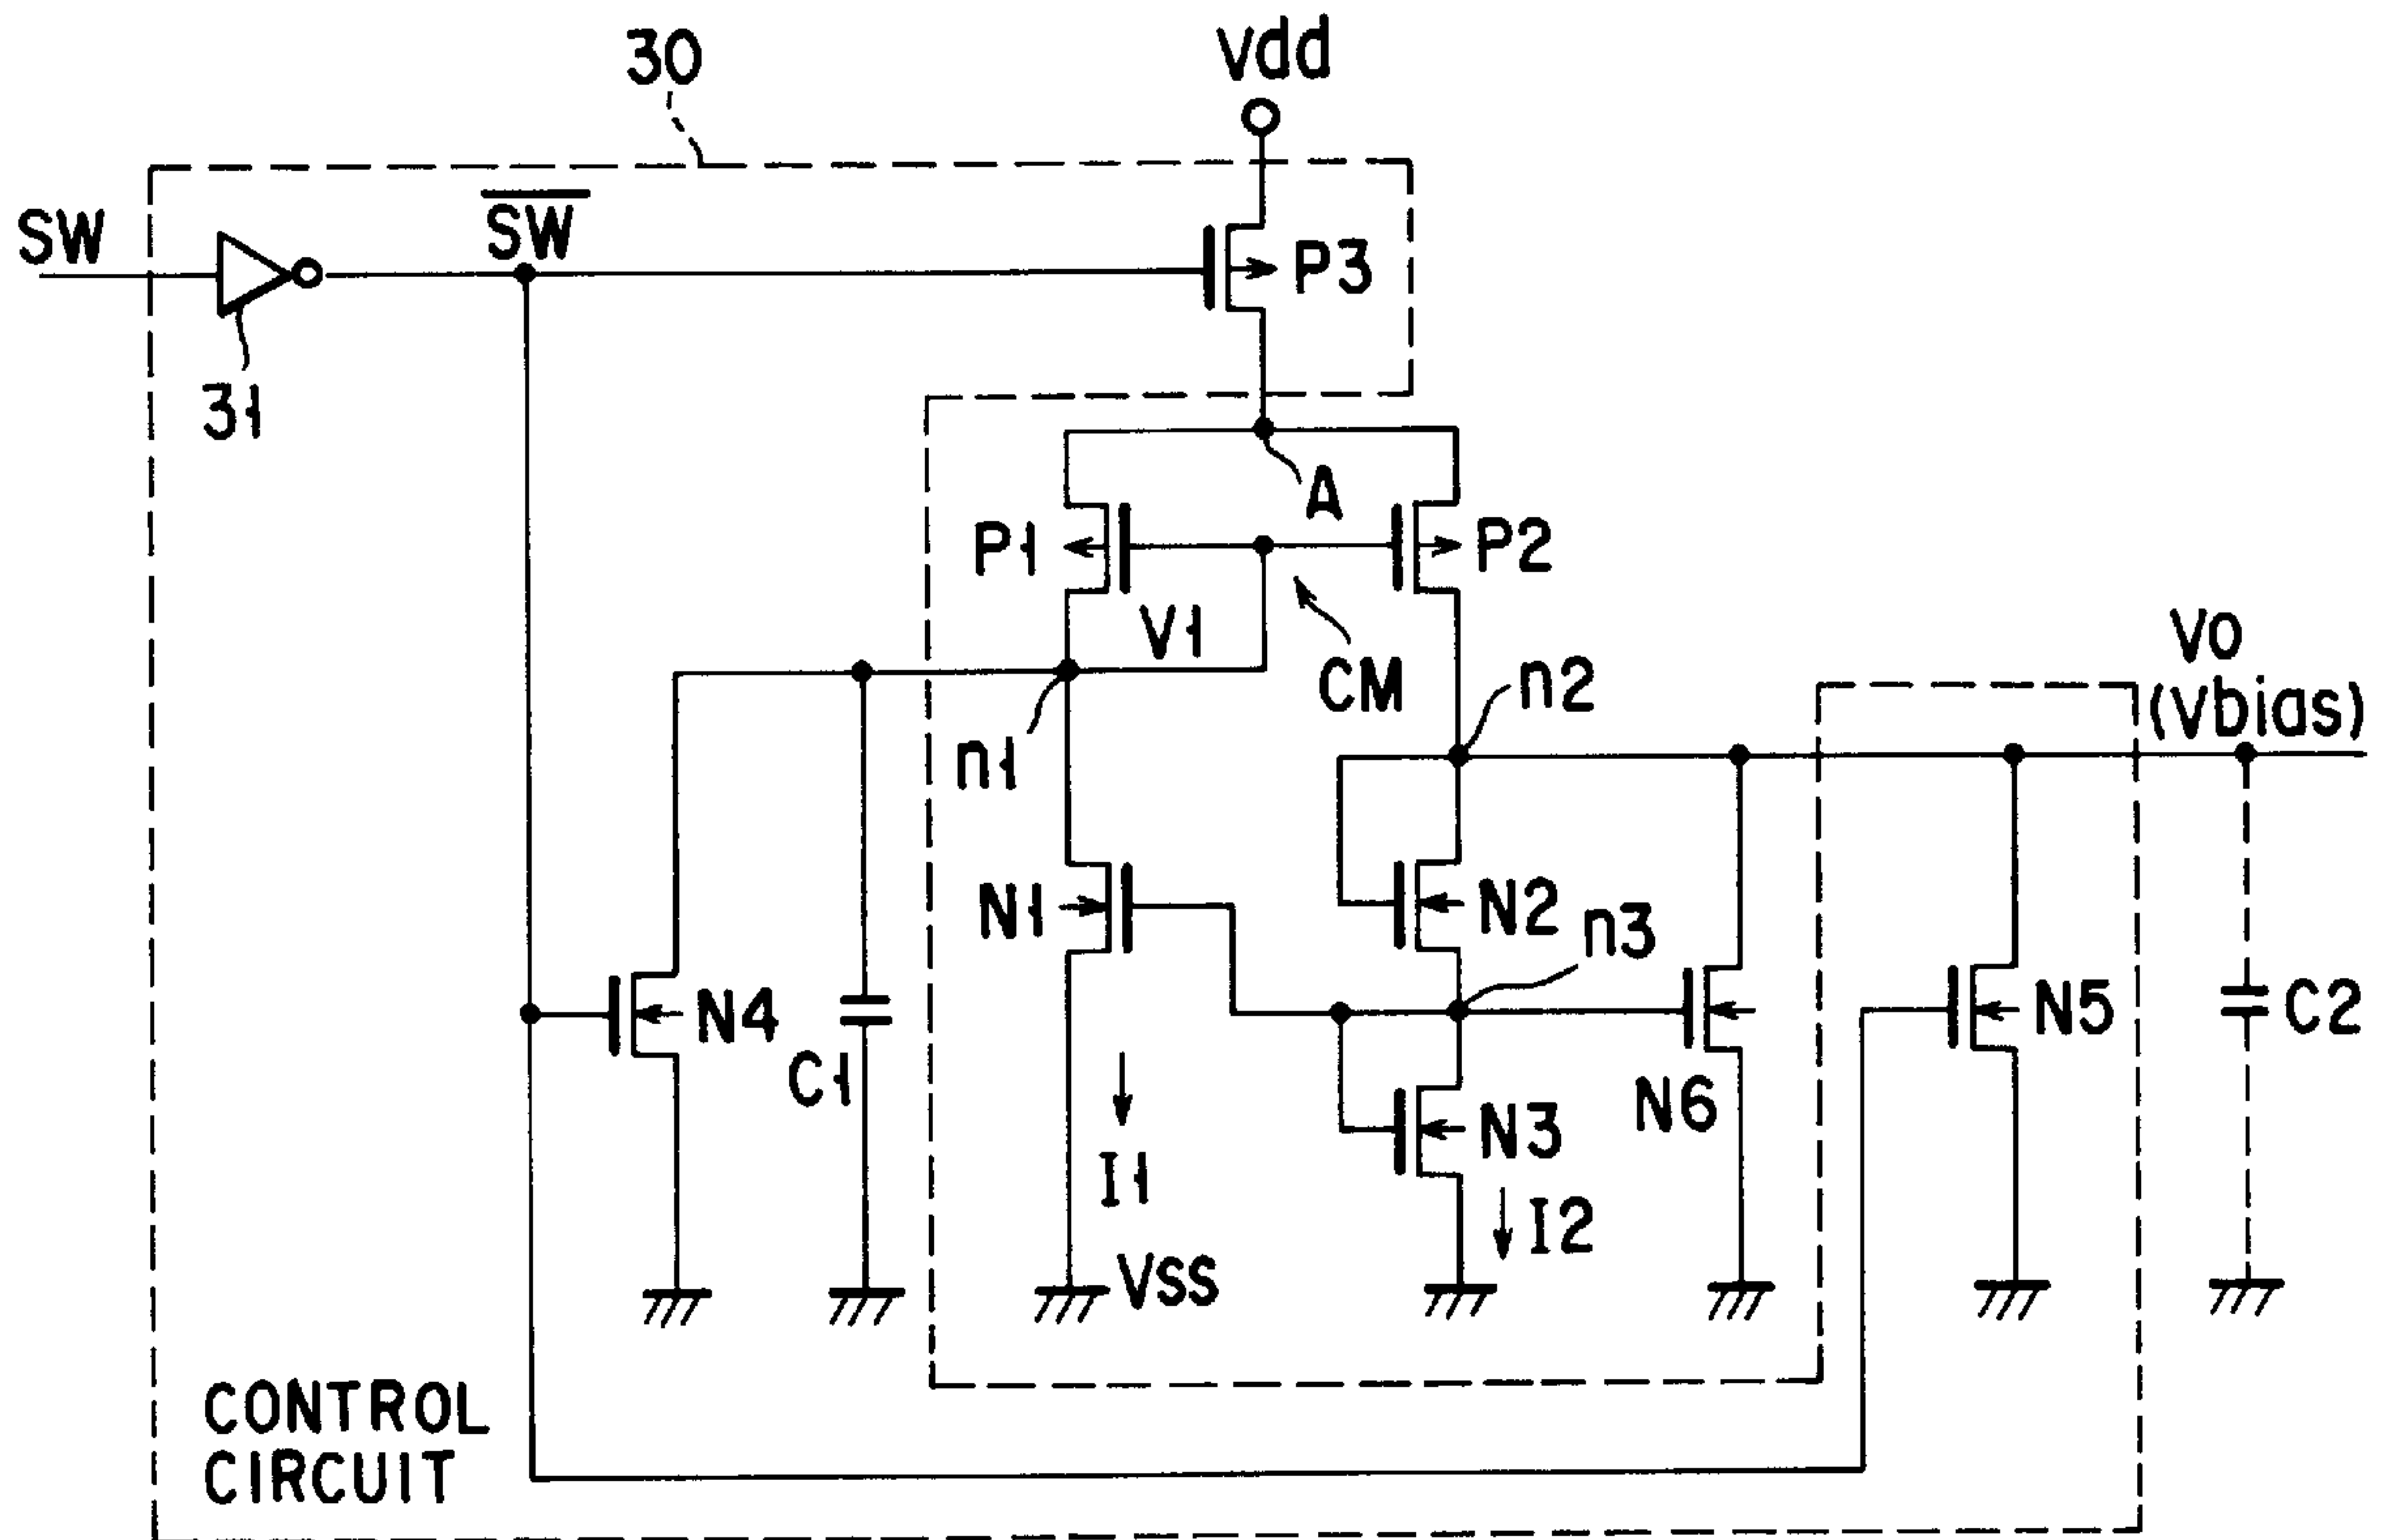 30
Vdd
SW
SW
P3
31
A
P1
P2
V1
CM
n2
Vo
(Vbias)
n1
N1
N2
n3
N4
C1
N6
N5
C2
I1
N3
I2
VSS
CONTROL
CIRCUIT